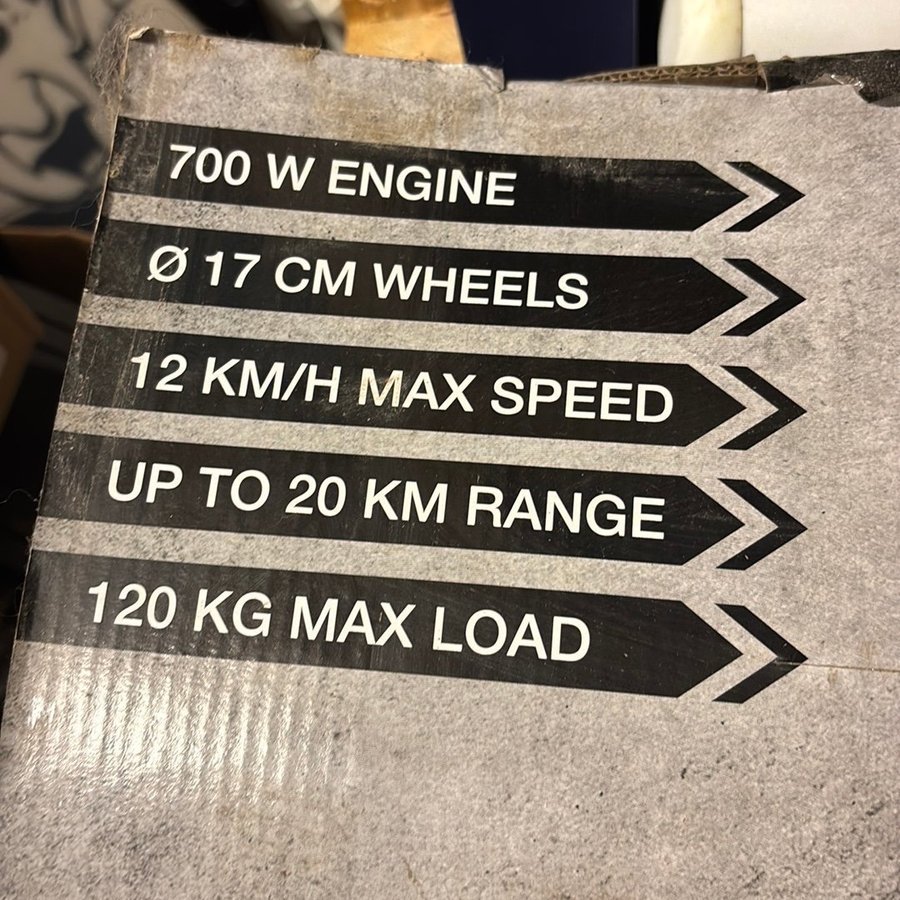 700 W ENGINE
Ø 17 CM WHEELS
12 KM/H MAX SPEED
UP TO 20 KM RANGE
120 KG MAX LOAD